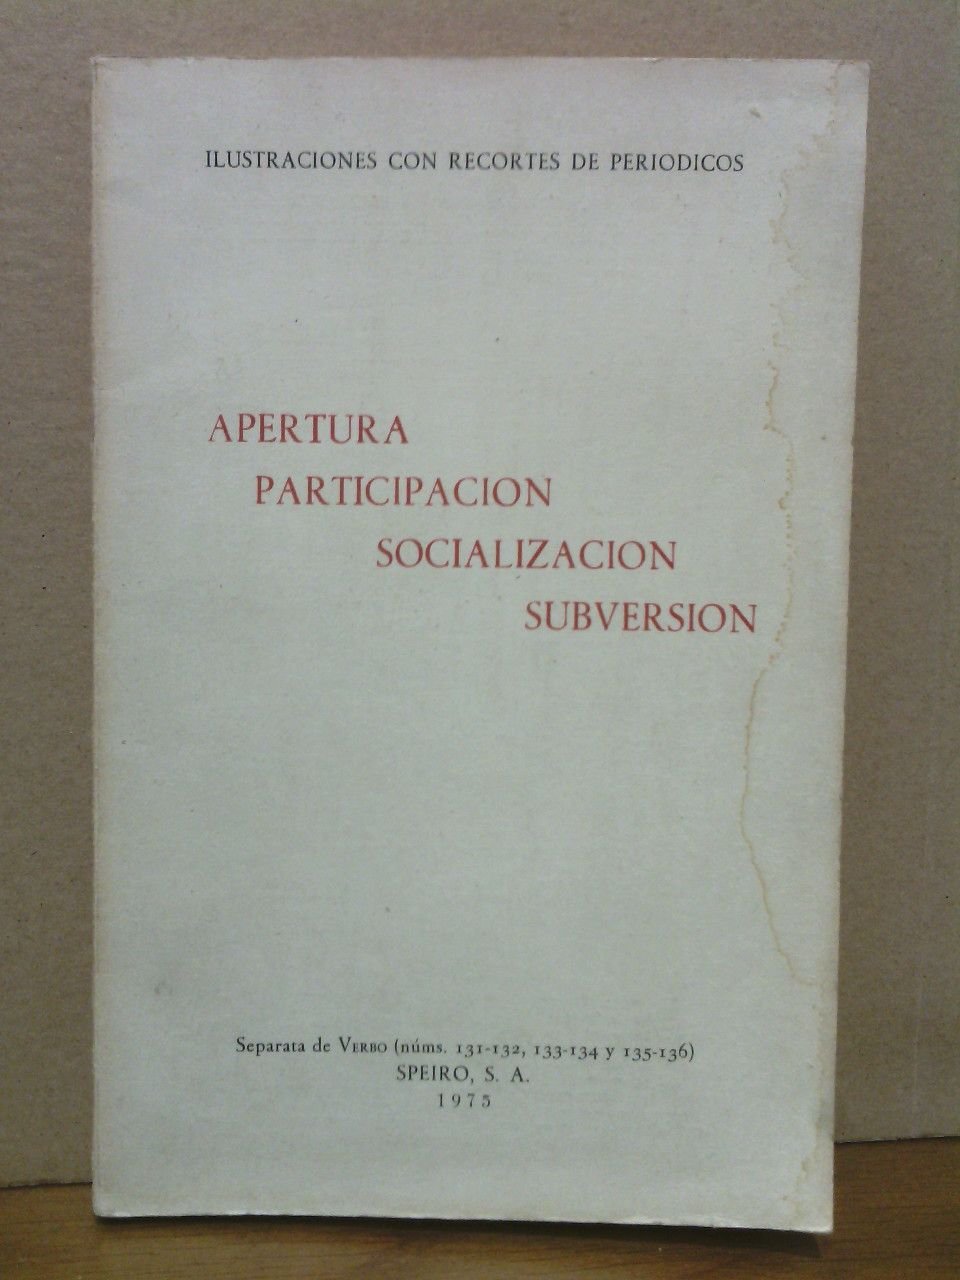 ILUSTRACIONES CON RECORTES DE PERIODICOS
APERTURA
PARTICIPACION
SOCIALIZACION
SUBVERSION
Separata de VERBO (núms. 131-132, 133-134 y 135-136)
SPEIRO, S. A.
1975